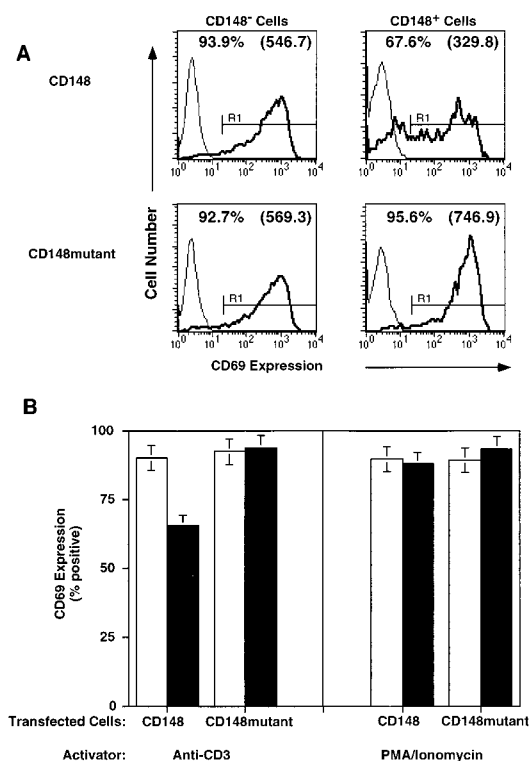 A
CD148⁻ Cells CD148⁺ Cells
CD148
93.9% (546.7) 67.6% (329.8)
R1 R1
10⁰ 10¹ 10² 10³ 10⁴ 10⁰ 10¹ 10² 10³ 10⁴
CD148mutant
Cell Number
92.7% (569.3) 95.6% (746.9)
R1 R1
10⁰ 10¹ 10² 10³ 10⁴ 10⁰ 10¹ 10² 10³ 10⁴
CD69 Expression
B
CD69 Expression
(% positive)
100
75
50
25
0
Transfected Cells: CD148 CD148mutant CD148 CD148mutant
Activator: Anti-CD3 PMA/Ionomycin